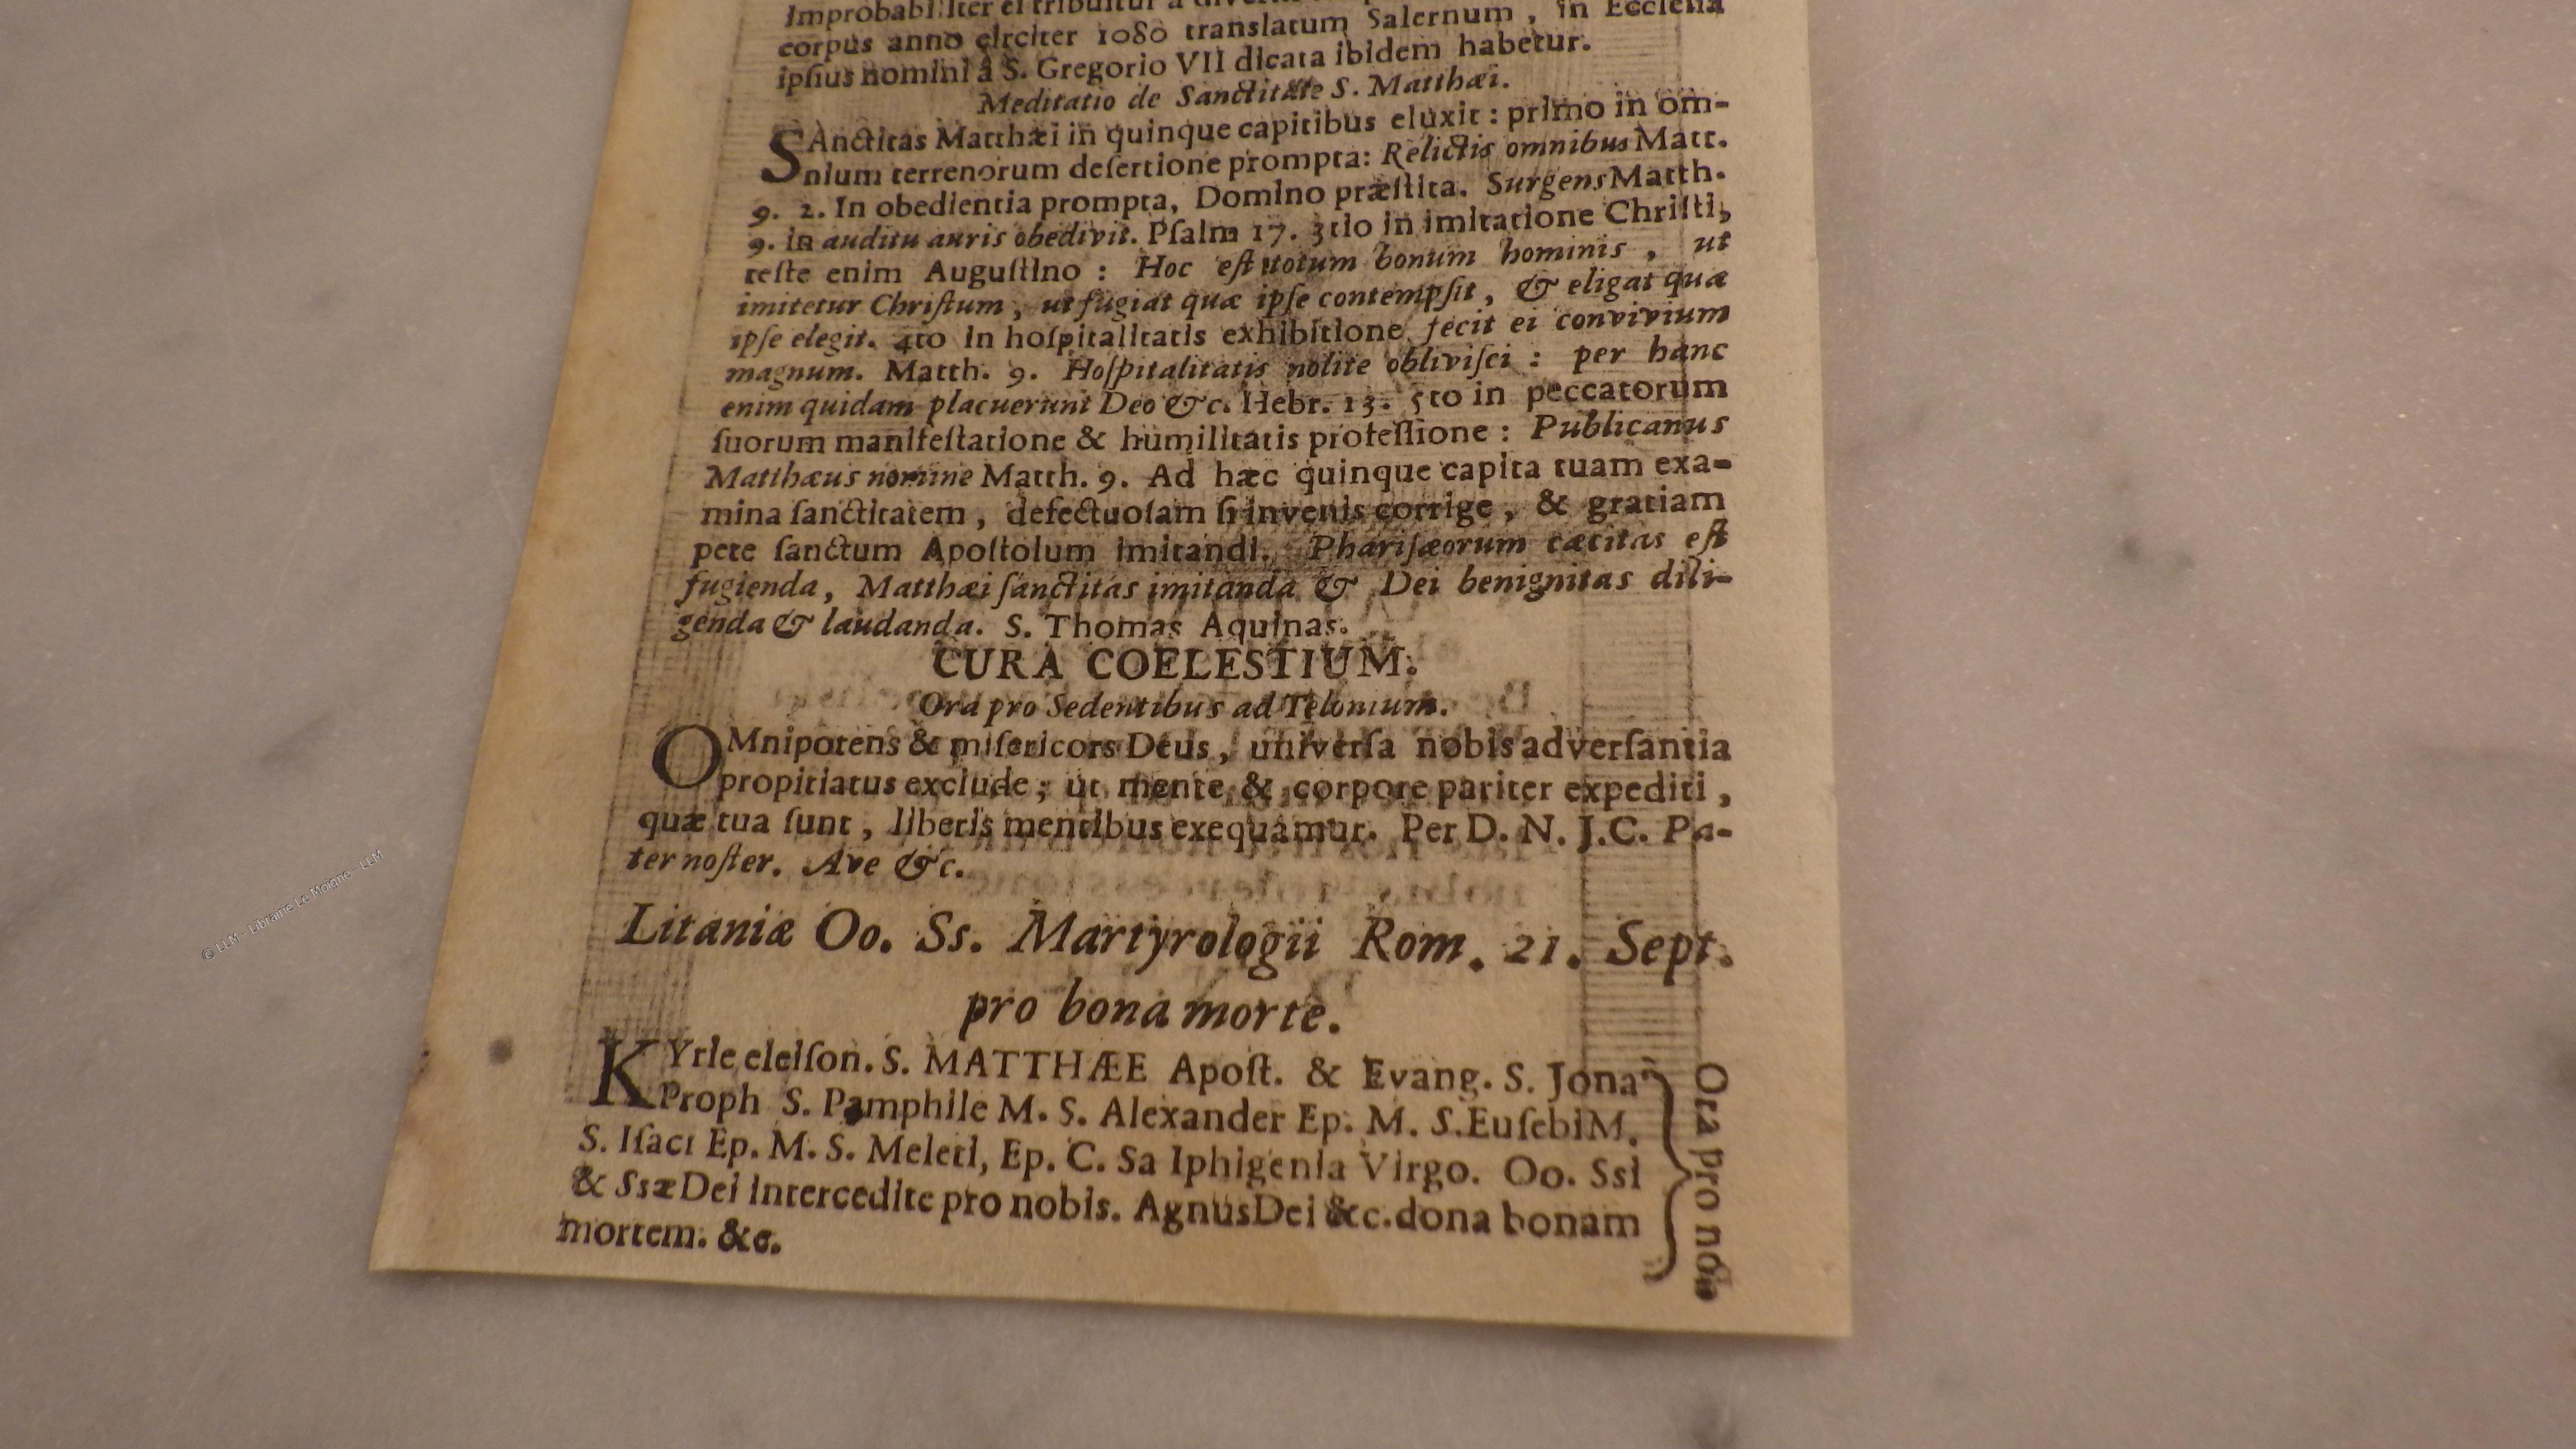 Improbabiliter ei tribuitur a
corpus anno circiter 1080 translatum Salernum, in Ecclesia
ipſius nomini â S. Gregorio VII dicata ibidem habetur.
Meditatio de Sanctitate S. Matthæi.
SAnctitas Matthæi in quinque capitibus eluxit: primo in om-
nium terrenorum deſertione prompta: Relictis omnibus Matt.
9. 2. In obedientia prompta, Domino præſtita. Surgens Matth.
9. in auditu auris obedivit. Pſalm 17. 3tio in imitatione Chriſti,
teſte enim Auguſtino: Hoc eſt totum bonum hominis, ut
imitetur Chriſtum, ut fugiat quæ ipſe contempſit, & eligat quæ
ipſe elegit. 4to in hoſpitalitatis exhibitione fecit ei convivium
magnum. Matth. 9. Hoſpitalitatis nolite obliviſci: per hanc
enim quidam placuerunt Deo &c. Hebr. 13. 5to in peccatorum
ſuorum manifeſtatione & humilitatis profeſſione: Publicanus
Matthæus nomine Matth. 9. Ad hæc quinque capita tuam exa-
mina ſanctitatem, defectuoſam ſi invenis corrige, & gratiam
pete ſanctum Apoſtolum imitandi. Phariſæorum cæcitas eſt
fugienda, Matthæi ſanctitas imitanda & Dei benignitas dili-
genda & laudanda. S. Thomas Aquinas.
CURA COELESTIUM.
Ora pro Sedentibus ad Telonium.
OMnipotens & miſericors Deus, univerſa nobis adverſantia
propitiatus exclude; ut mente & corpore pariter expediti,
quæ tua ſunt, liberis mentibus exequamur. Per D. N. J.C. Pa-
ter noſter. Ave &c.
Litaniæ Oo. Ss. Martyrologii Rom. 21. Sept.
pro bona morte.
KYrie eleiſon. S. MATTHÆE Apoſt. & Evang. S. Jona
Proph S. Pamphile M. S. Alexander Ep. M. S. Euſebi M.
S. Iſaci Ep. M. S. Meleti, Ep. C. Sa Iphigenia Virgo. Oo. Ssi
& Ssæ Dei intercedite pro nobis. Agnus Dei &c. dona bonam
mortem. &c.
Ora pro nob.
© LLM - Librairie Le Moigne - LLM